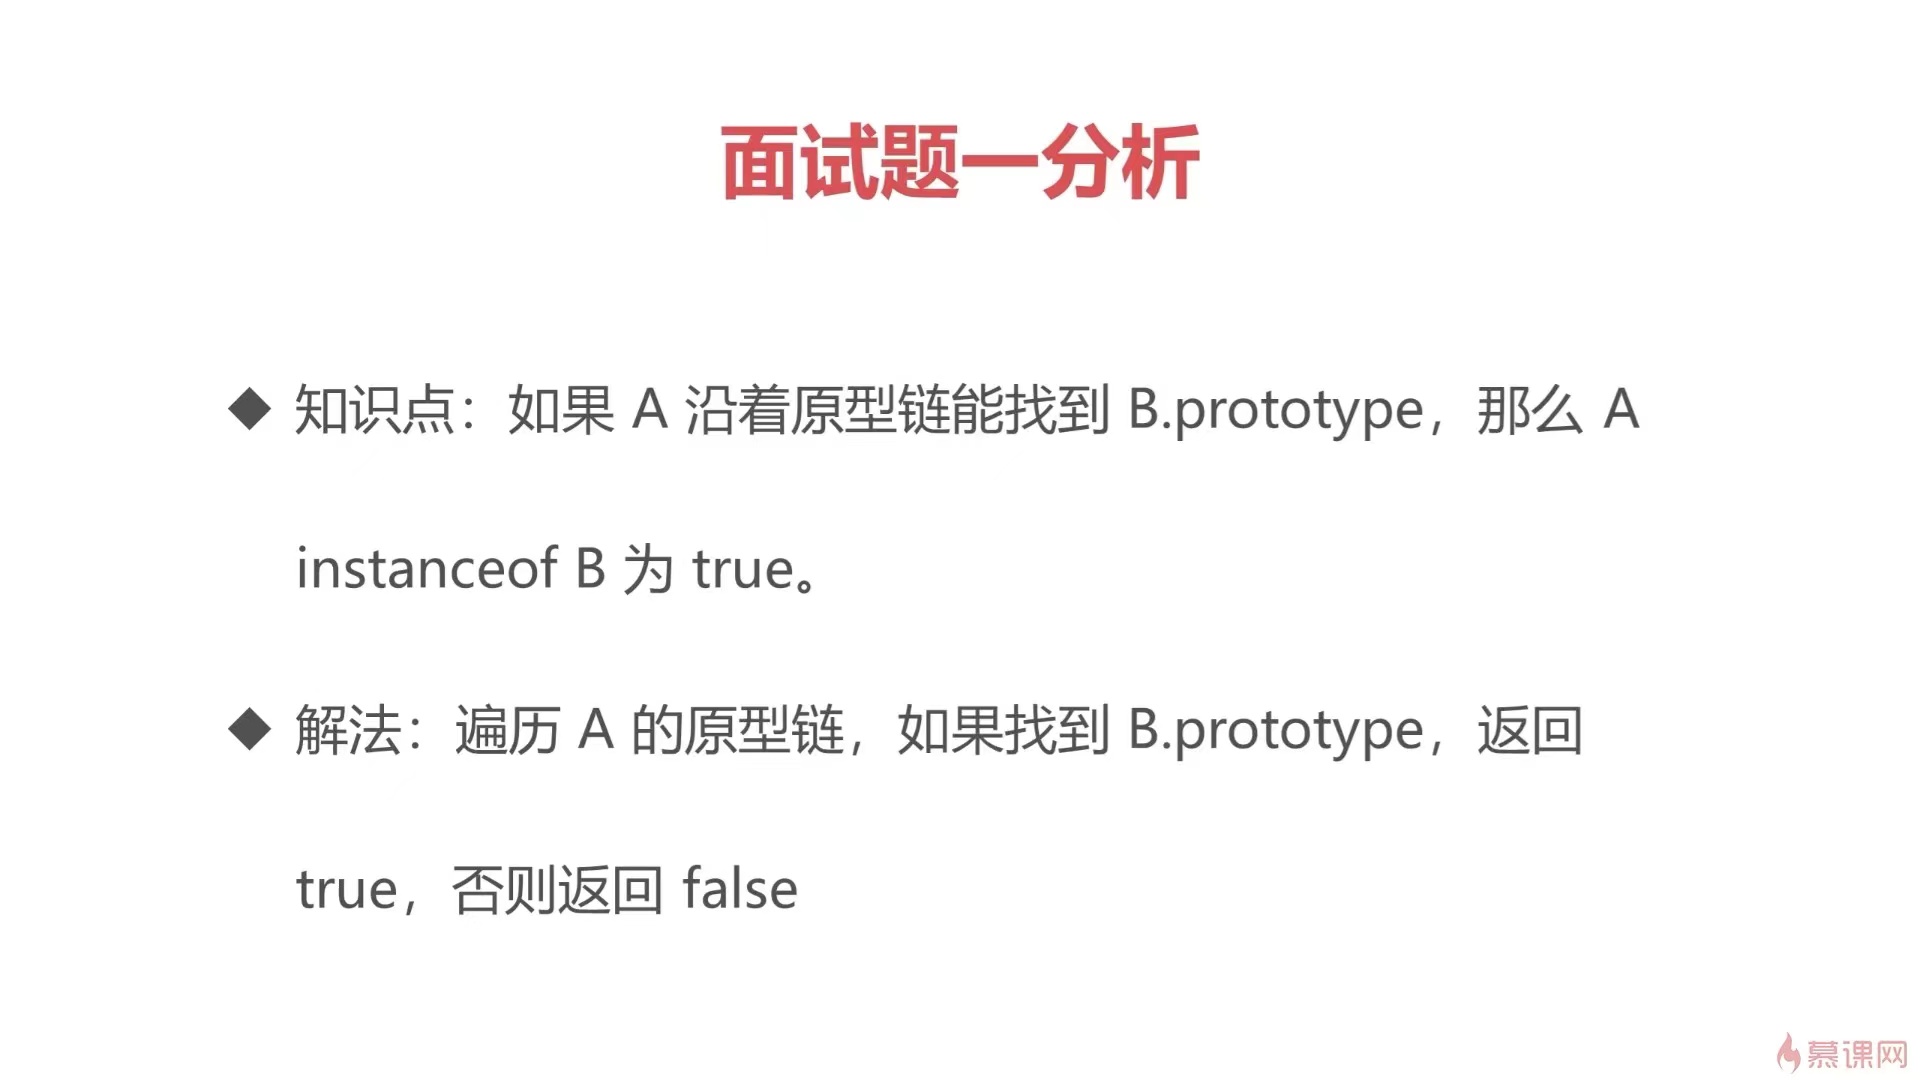 面试题一分析
◆ 知识点：如果 A 沿着原型链能找到 B.prototype，那么 A
instanceof B 为 true。
◆ 解法：遍历 A 的原型链，如果找到 B.prototype，返回
true，否则返回 false
慕课网